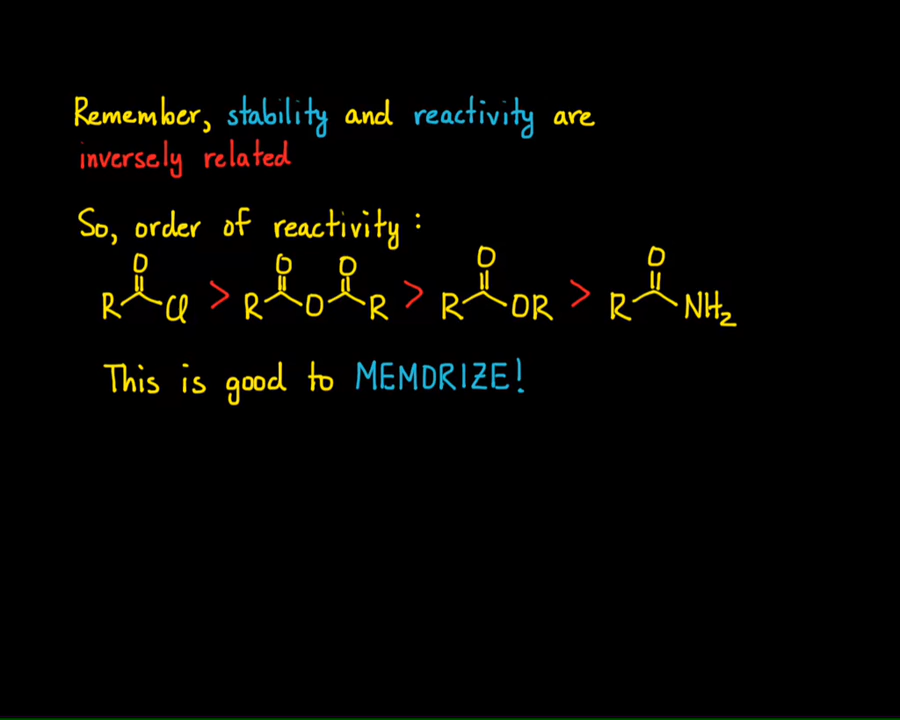 Remember, stability and reactivity are
inversely related
So, order of reactivity:
O O O O O
R Cl > R O R > R OR > R NH₂
This is good to MEMORIZE!